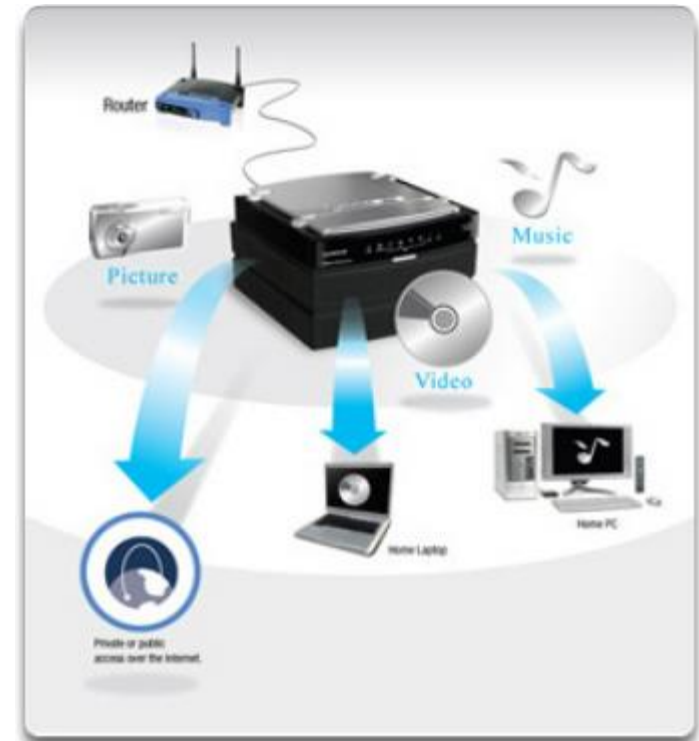 Router
Music
Picture
Video
Home Laptop
Home PC
Private or public
access over the Internet.